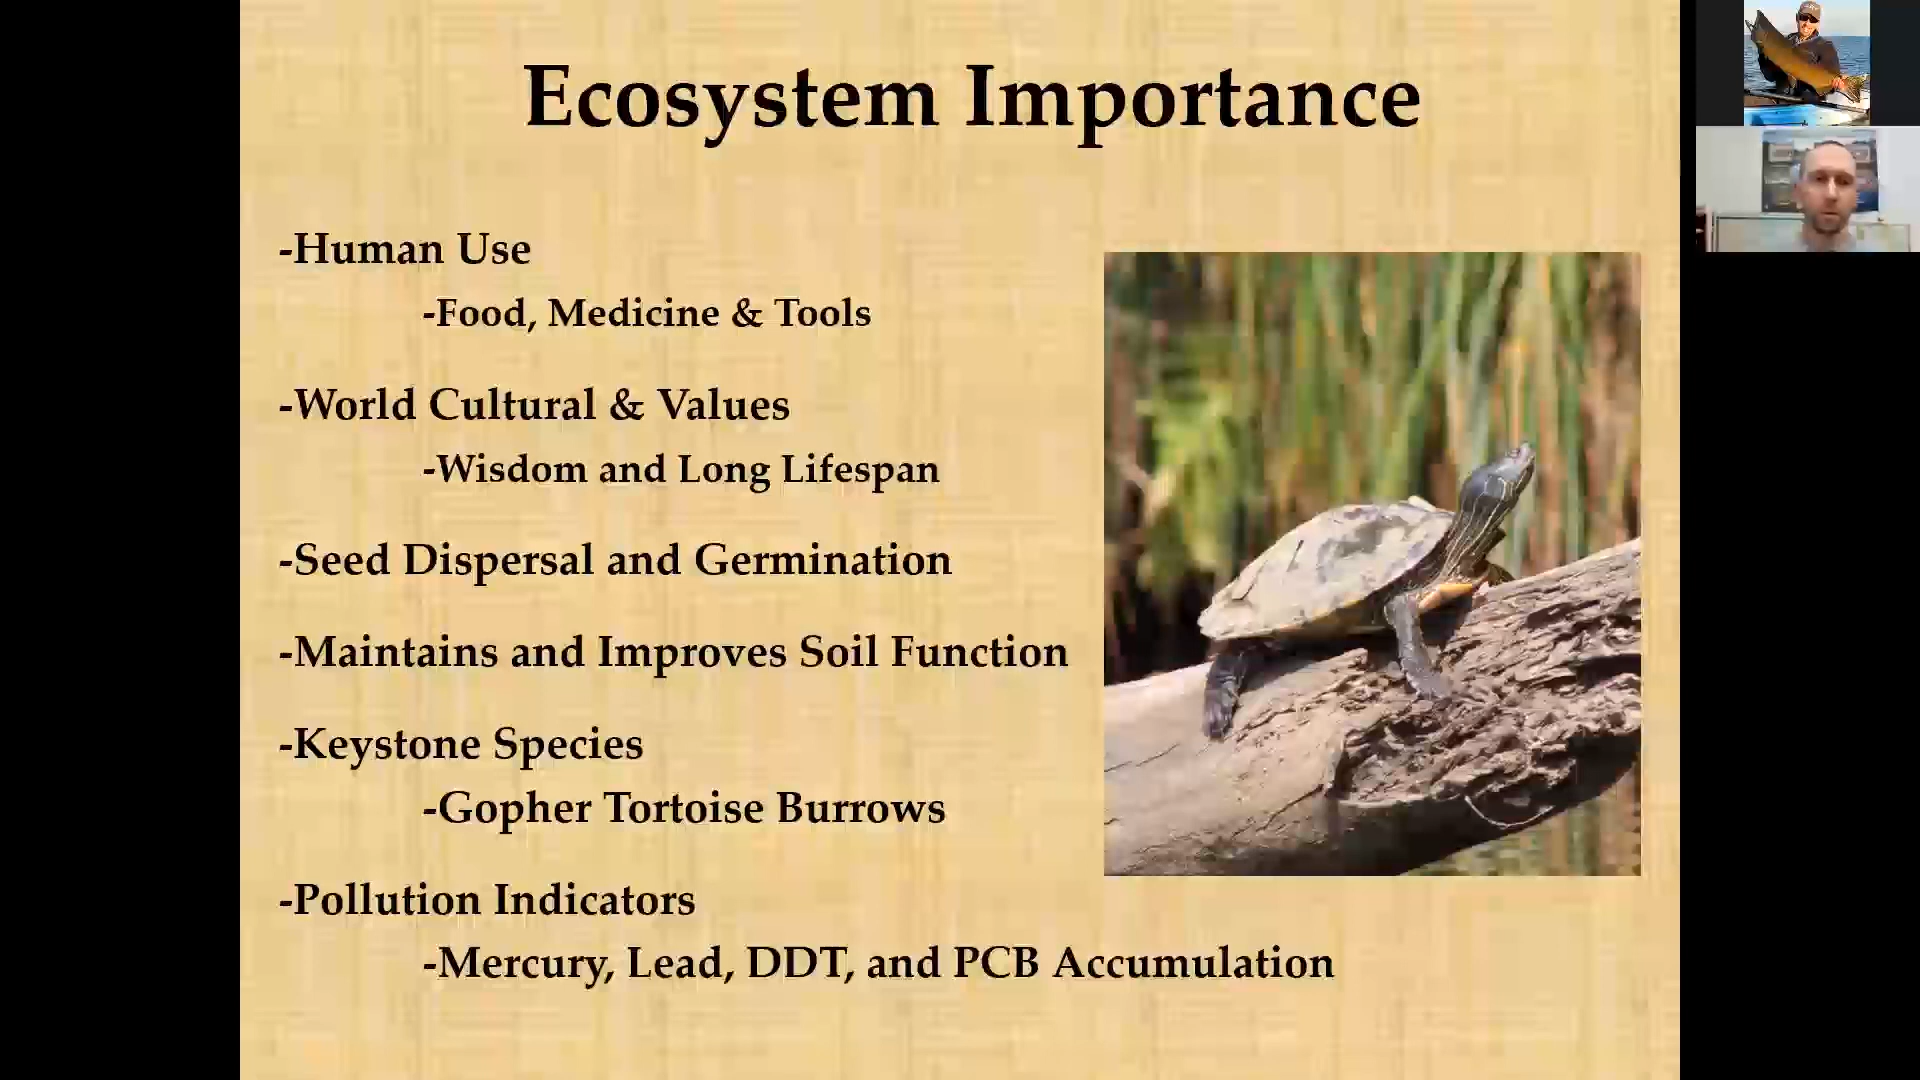 Ecosystem Importance
-Human Use
-Food, Medicine & Tools
-World Cultural & Values
-Wisdom and Long Lifespan
-Seed Dispersal and Germination
-Maintains and Improves Soil Function
-Keystone Species
-Gopher Tortoise Burrows
-Pollution Indicators
-Mercury, Lead, DDT, and PCB Accumulation